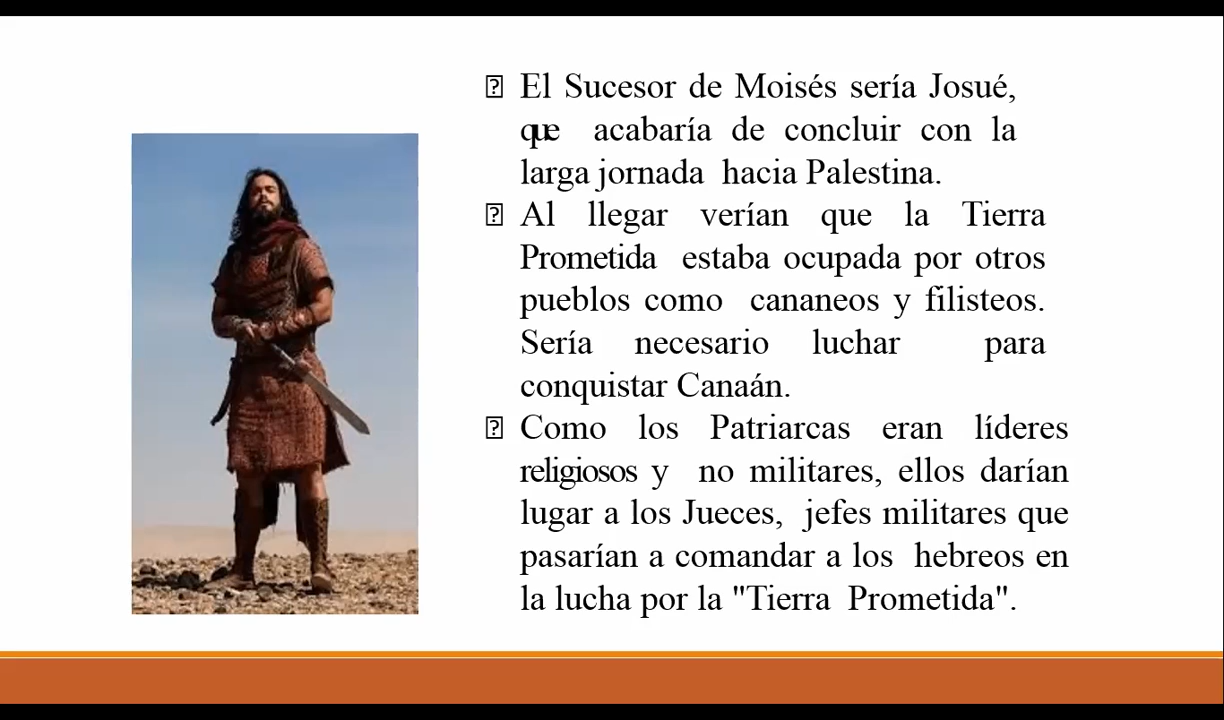 El Sucesor de Moisés sería Josué,
que acabaría de concluir con la
larga jornada hacia Palestina.
Al llegar verían que la Tierra
Prometida estaba ocupada por otros
pueblos como cananeos y filisteos.
Sería necesario luchar para
conquistar Canaán.
Como los Patriarcas eran líderes
religiosos y no militares, ellos darían
lugar a los Jueces, jefes militares que
pasarían a comandar a los hebreos en
la lucha por la "Tierra Prometida".